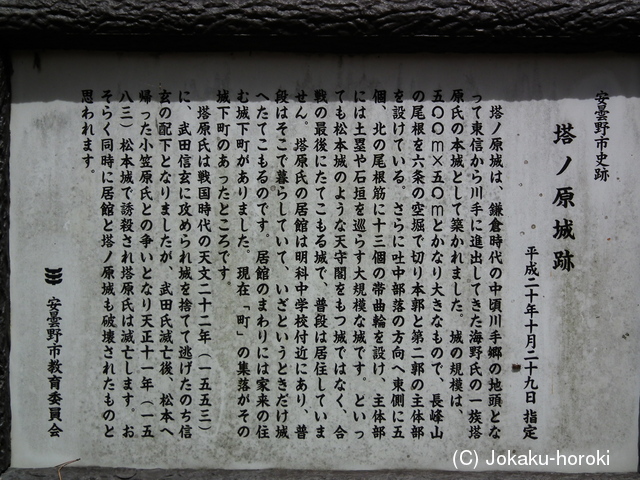 安曇野市史跡
塔ノ原城跡
平成二十年十月二十九日 指定
塔ノ原城は、鎌倉時代の中頃川手郷の地頭とな
って東信から川手に進出してきた海野氏の一族塔
原氏の本城として築かれました。城の規模は、
五〇〇m×五〇mとかなり大きなもので、長峰山
の尾根を六条の空堀で切り本郭と第二郭の主体部
を設けている。さらに吐中部落の方向へ東側に五
個、北の尾根筋に十三個の帯曲輪を設け、主体部
には土塁や石垣を巡らす大規模な城です。といっ
ても松本城のような天守閣をもつ城ではなく、合
戦の最後にたてこもる城で、普段は居住していま
せん。塔原氏の居館は明科中学校付近にあり、普
段はそこで暮らしていて、いざというときだけ城
へたてこもるのです。居館のまわりには家来の住
む城下町がありました。現在「町」の集落がその
城下町のあったところです。
塔原氏は戦国時代の天文二十二年（一五五三）
に、武田信玄に攻められ城を捨てて逃げたのち信
玄の配下となりましたが、武田氏滅亡後、松本へ
帰った小笠原氏との争いとなり天正十一年（一五
八三）松本城で誘殺され塔原氏は滅亡します。お
そらく同時に居館と塔ノ原城も破壊されたものと
思われます。
安曇野市教育委員会
(C) Jokaku-horoki